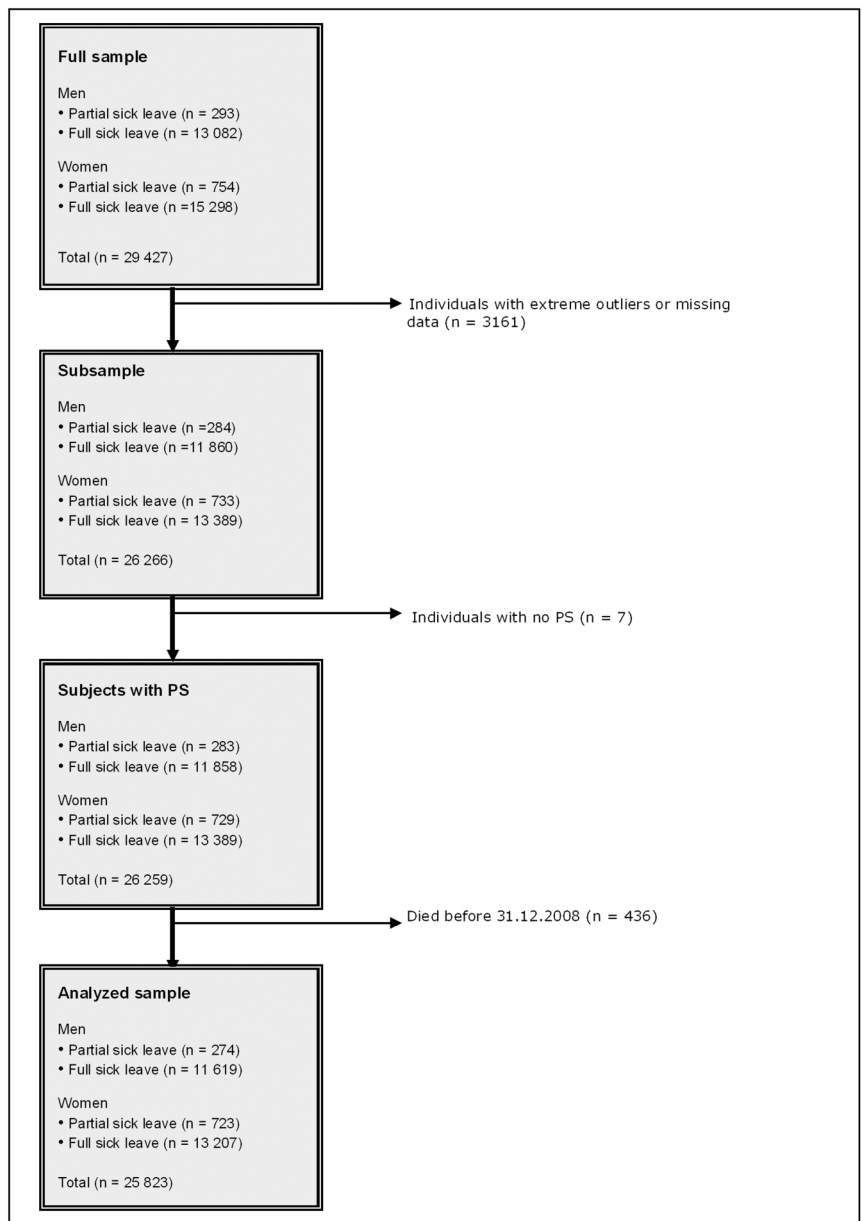 Full sample
Men
• Partial sick leave (n = 293)
• Full sick leave (n = 13 082)
Women
• Partial sick leave (n = 754)
• Full sick leave (n =15 298)
Total (n = 29 427)
Individuals with extreme outliers or missing
data (n = 3161)
Subsample
Men
• Partial sick leave (n =284)
• Full sick leave (n =11 860)
Women
• Partial sick leave (n = 733)
• Full sick leave (n = 13 389)
Total (n = 26 266)
Individuals with no PS (n = 7)
Subjects with PS
Men
• Partial sick leave (n = 283)
• Full sick leave (n = 11 858)
Women
• Partial sick leave (n = 729)
• Full sick leave (n = 13 389)
Total (n = 26 259)
Died before 31.12.2008 (n = 436)
Analyzed sample
Men
• Partial sick leave (n = 274)
• Full sick leave (n = 11 619)
Women
• Partial sick leave (n = 723)
• Full sick leave (n = 13 207)
Total (n = 25 823)